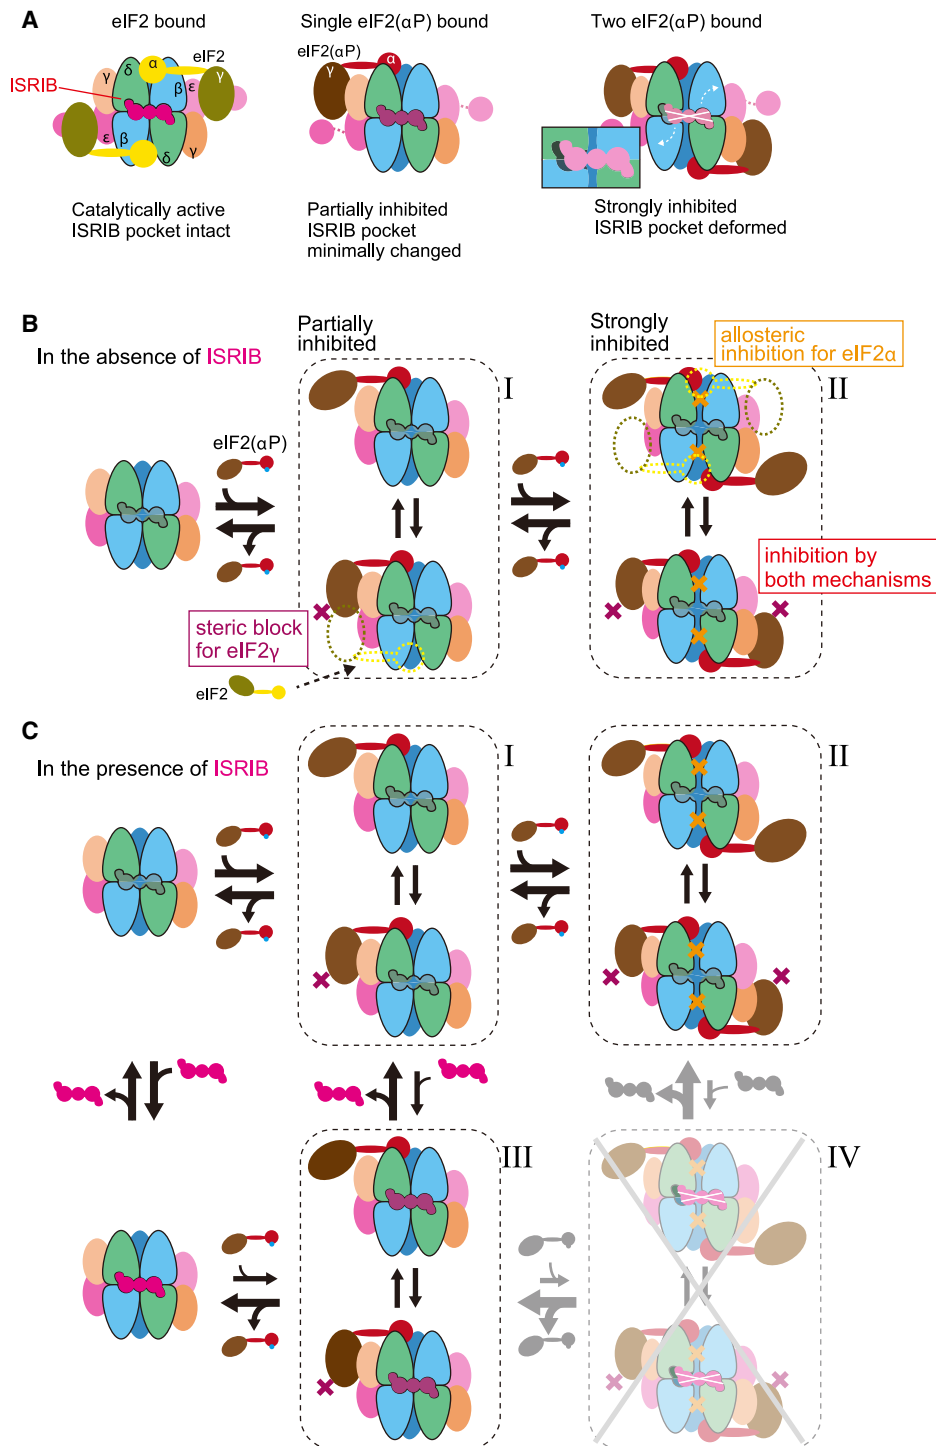 A
eIF2 bound
Single eIF2(αP) bound
Two eIF2(αP) bound
eIF2(αP)
γ
δ
α
eIF2
γ
α
γ
ISRIB
β
ε
ε
β
δ
γ
Catalytically active
ISRIB pocket intact
Partially inhibited
ISRIB pocket
minimally changed
Strongly inhibited
ISRIB pocket deformed
B
In the absence of ISRIB
Partially
inhibited
Strongly
inhibited
allosteric
inhibition for eIF2α
I
II
eIF2(αP)
inhibition by
both mechanisms
steric block
for eIF2γ
eIF2
C
In the presence of ISRIB
I
II
III
IV